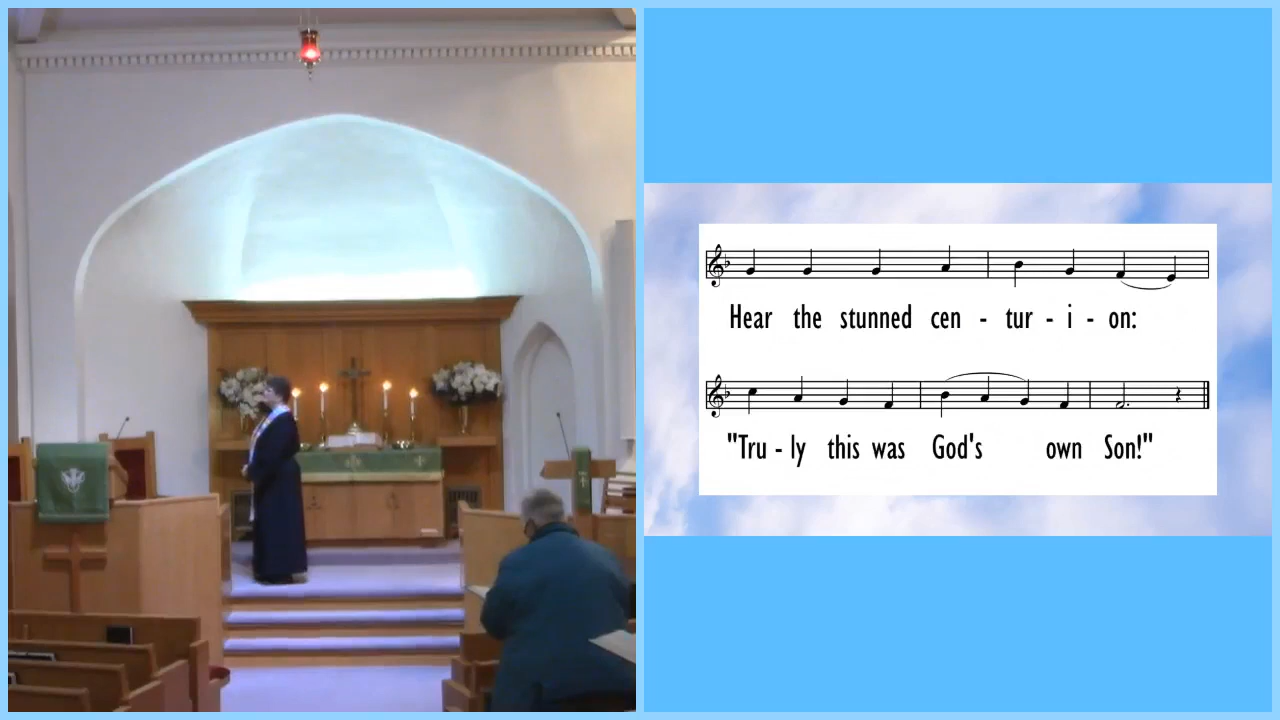 Hear the stunned cen - tur - i - on:
"Tru - ly this was God's own Son!"